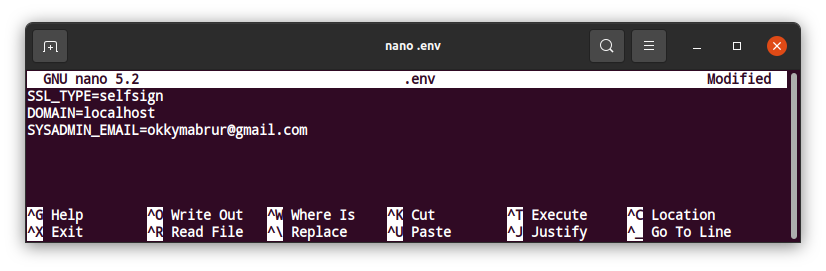 nano .env
GNU nano 5.2 .env Modified
SSL_TYPE=selfsign
DOMAIN=localhost
SYSADMIN_EMAIL=okkymabrur@gmail.com
^G Help ^O Write Out ^W Where Is ^K Cut ^T Execute ^C Location
^X Exit ^R Read File ^\ Replace ^U Paste ^J Justify ^_ Go To Line